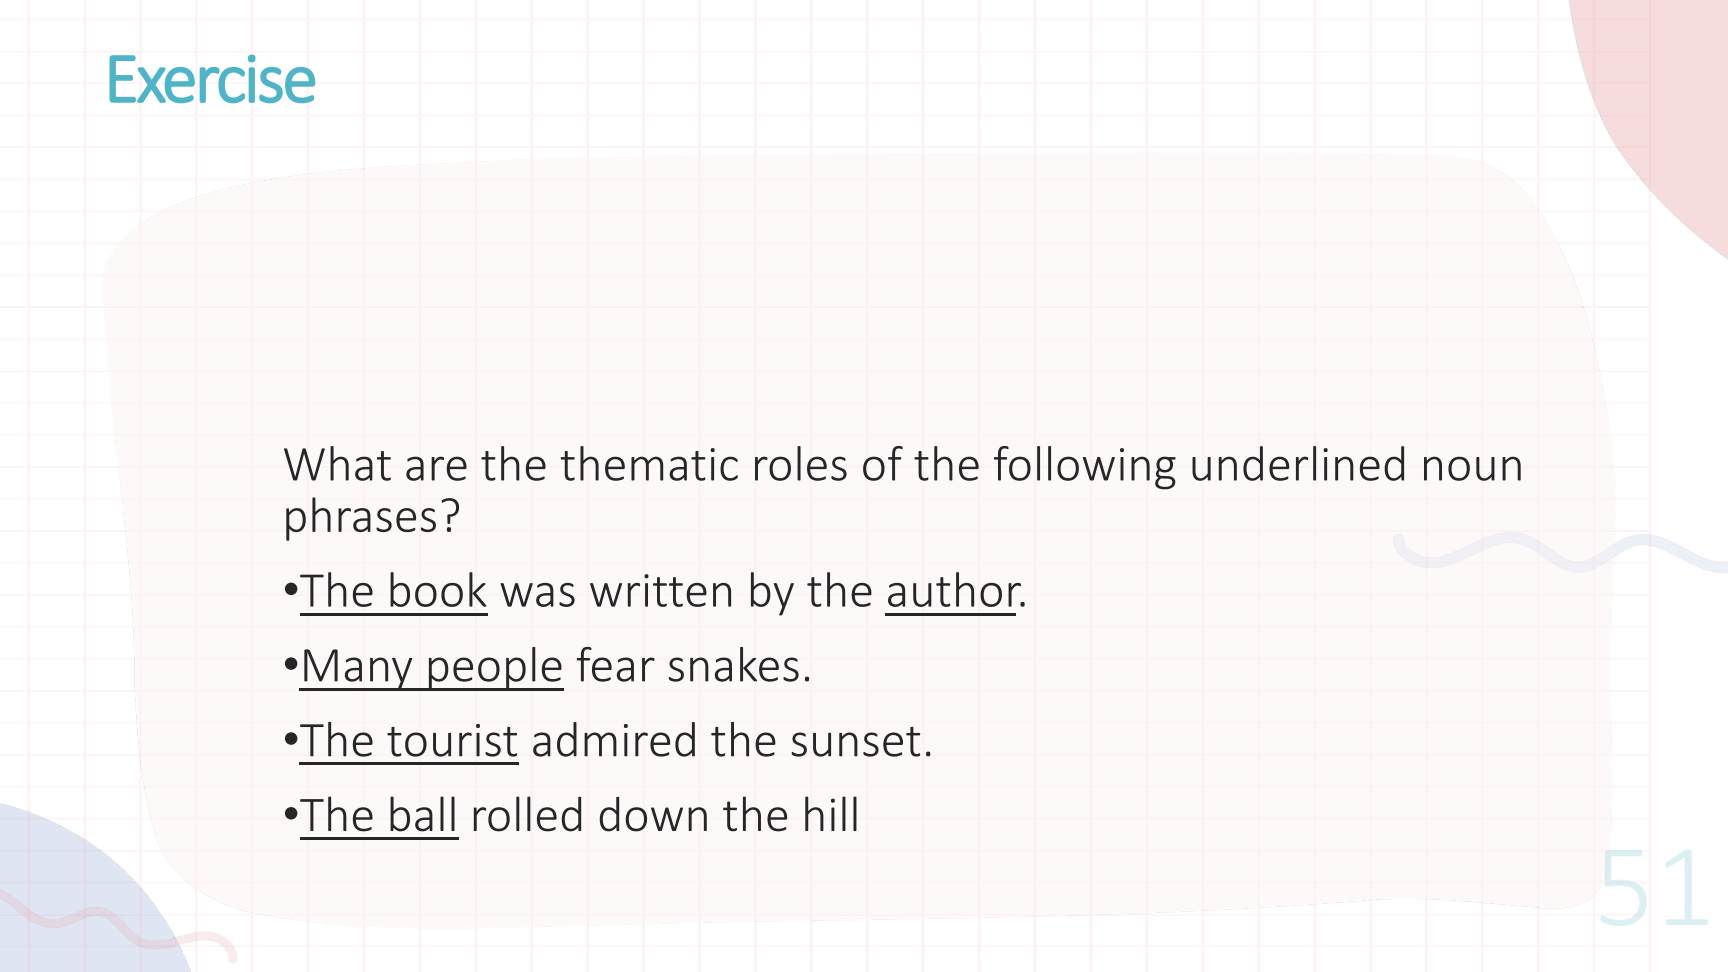 Exercise
What are the thematic roles of the following underlined noun
phrases?
•The book was written by the author.
•Many people fear snakes.
•The tourist admired the sunset.
•The ball rolled down the hill
51